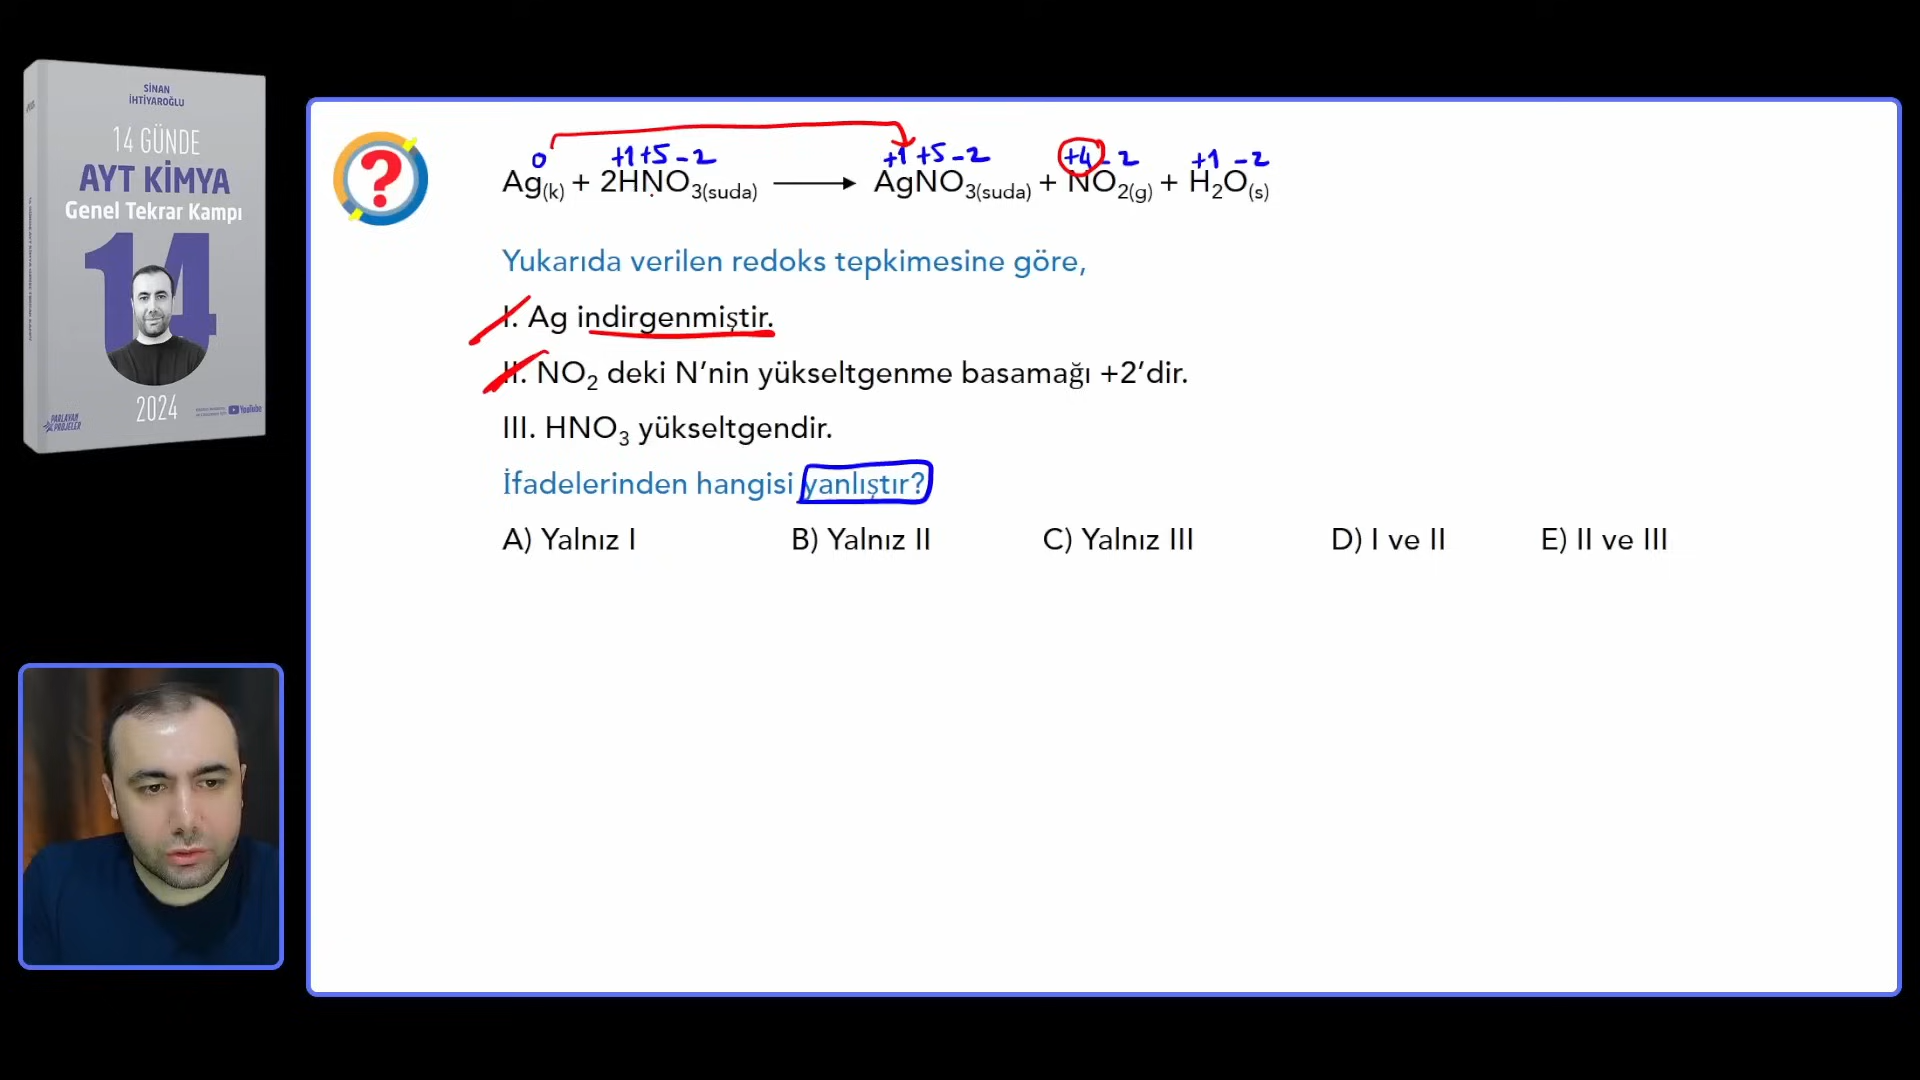 SİNAN
İHTİYAROĞLU
14 GÜNDE
AYT KİMYA
Genel Tekrar Kampı
14
2024
PARLAYAN
PROJELER
YouTube
0 +1 +5 -2 +1 +5 -2 +4 -2 +1 -2
Ag(k) + 2HNO3(suda) ⟶ AgNO3(suda) + NO2(g) + H2O(s)
Yukarıda verilen redoks tepkimesine göre,
I. Ag indirgenmiştir.
II. NO2 deki N’nin yükseltgenme basamağı +2’dir.
III. HNO3 yükseltgendir.
İfadelerinden hangisi yanlıştır?
A) Yalnız I B) Yalnız II C) Yalnız III D) I ve II E) II ve III